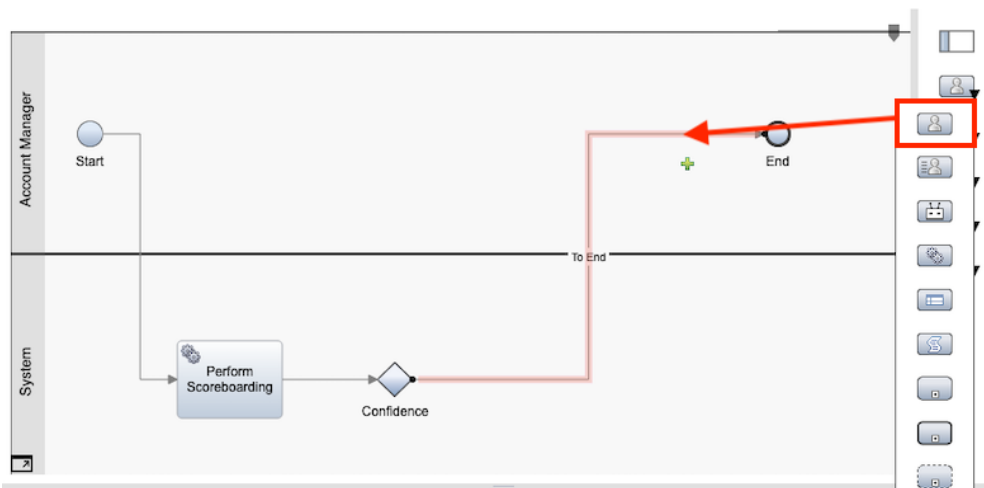 Account Manager
Start
End
To End
System
Perform
Scoreboarding
Confidence